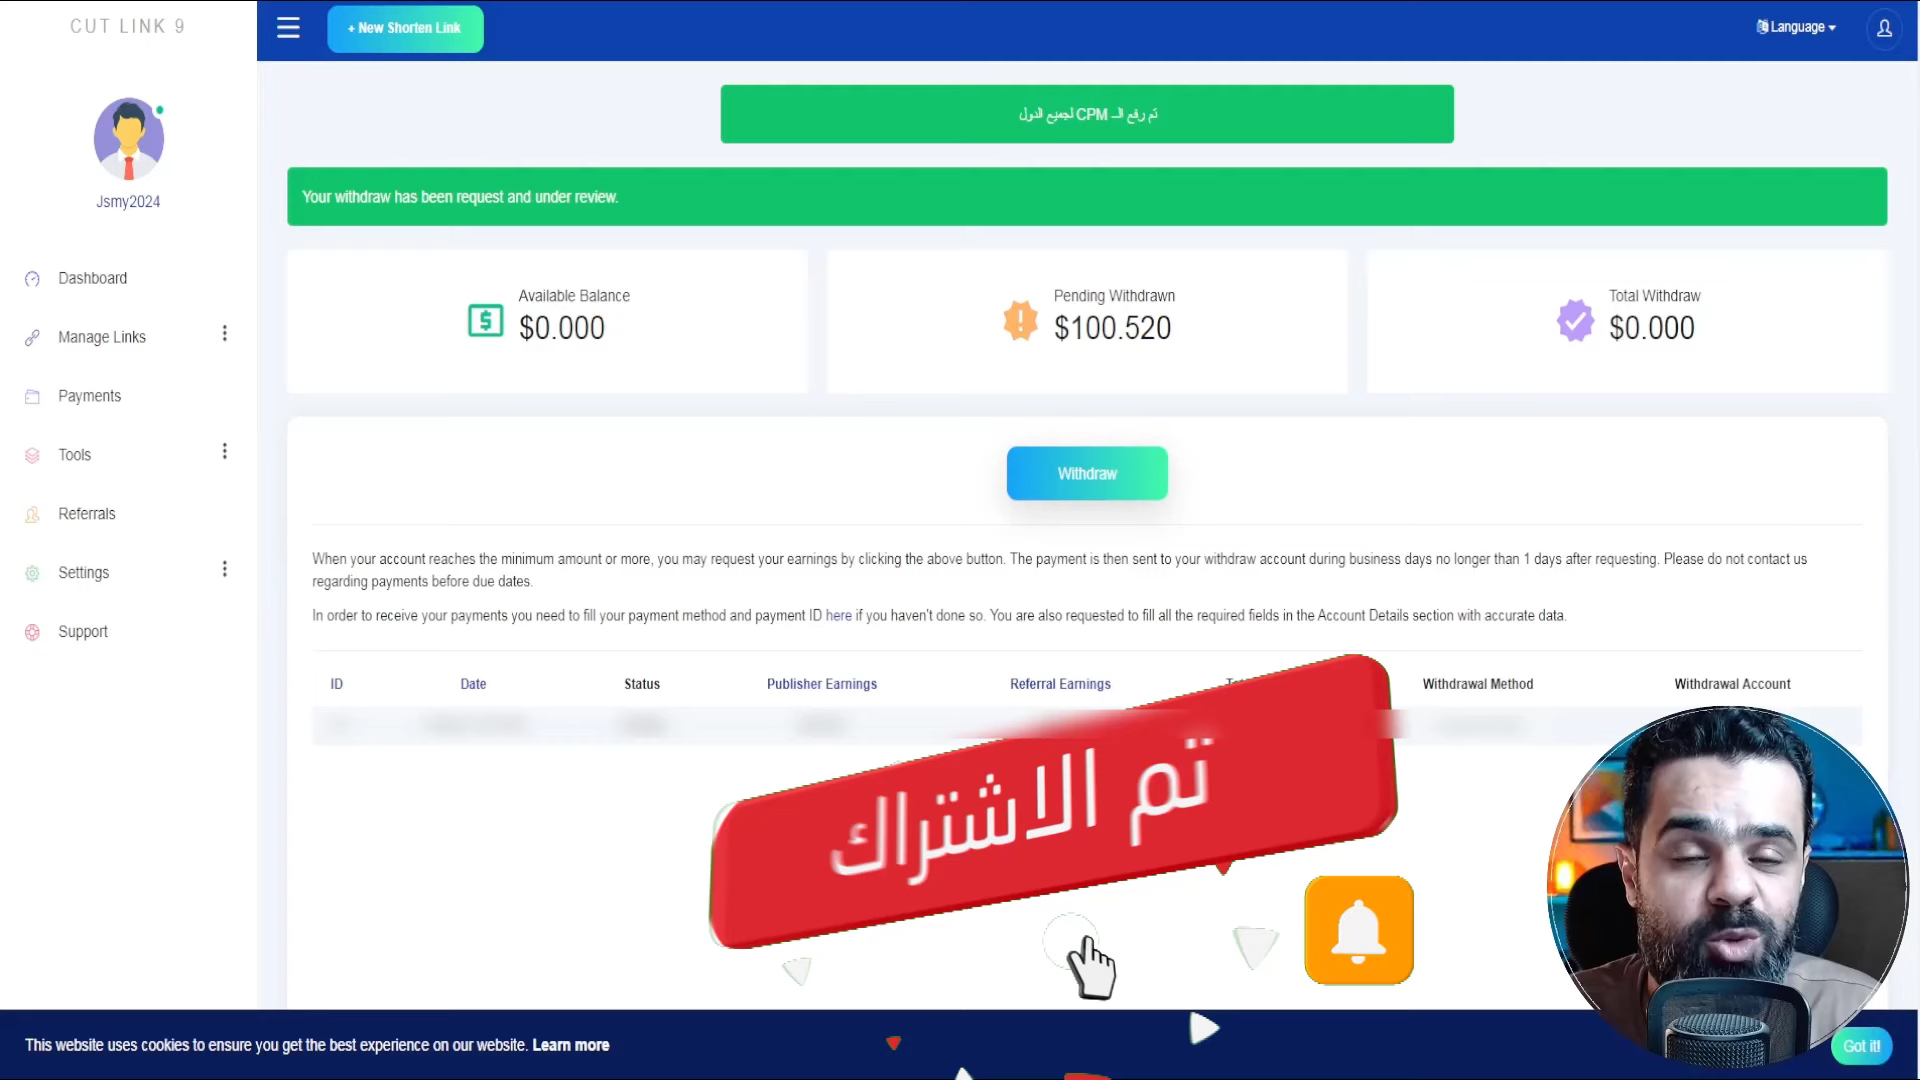 CUT LINK 9
+ New Shorten Link
Language
Jsmy2024
Dashboard
Manage Links
Payments
Tools
Referrals
Settings
Support
تم رفع الـ CPM لجميع الدول
Your withdraw has been request and under review.
Available Balance
$0.000
Pending Withdrawn
$100.520
Total Withdraw
$0.000
Withdraw
When your account reaches the minimum amount or more, you may request your earnings by clicking the above button. The payment is then sent to your withdraw account during business days no longer than 1 days after requesting. Please do not contact us
regarding payments before due dates.
In order to receive your payments you need to fill your payment method and payment ID here if you haven't done so. You are also requested to fill all the required fields in the Account Details section with accurate data.
ID Date Status Publisher Earnings Referral Earnings Withdrawal Method Withdrawal Account
تم الاشتراك
This website uses cookies to ensure you get the best experience on our website. Learn more
Got it!